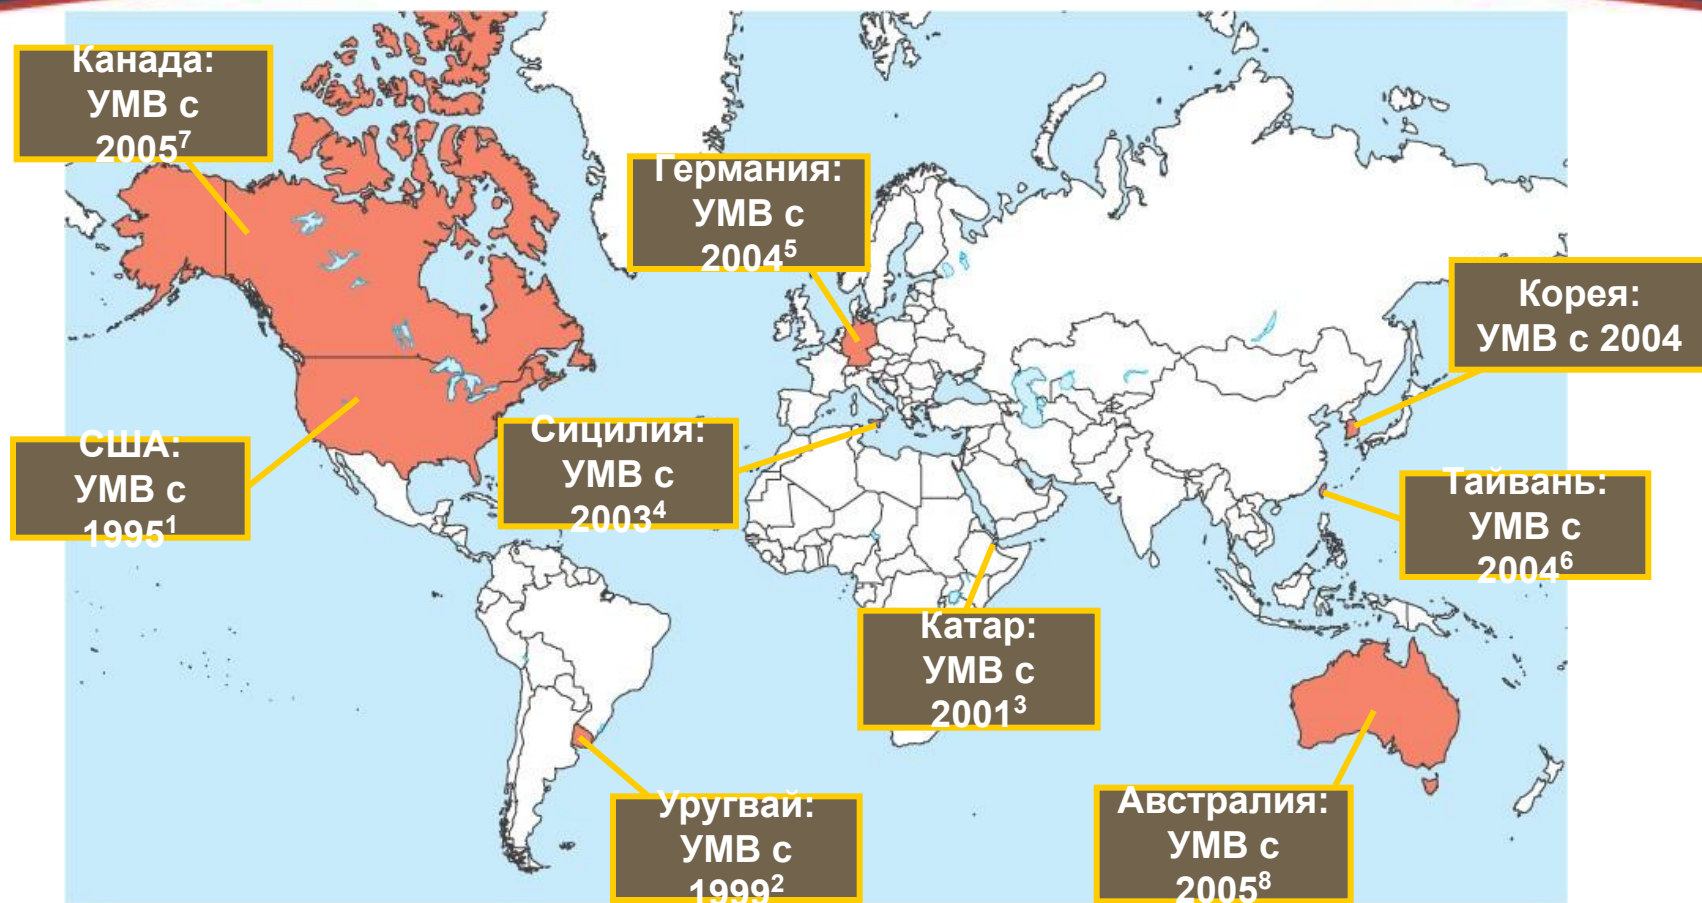 Канада:
УМВ с
2005⁷
Германия:
УМВ с
2004⁵
Корея:
УМВ с 2004
США:
УМВ с
1995¹
Сицилия:
УМВ с
2003⁴
Тайвань:
УМВ с
2004⁶
Катар:
УМВ с
2001³
Уругвай:
УМВ с
1999²
Австралия:
УМВ с
2005⁸